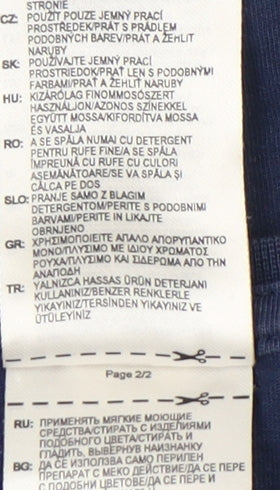 STRONIE
CZ: POUŽÍT POUZE JEMNÝ PRACÍ
PROSTŘEDEK/PRÁT S PRÁDLEM
PODOBNÝCH BAREV/PRÁT A ŽEHLIT
NARUBY
SK: POUŽÍVAJTE JEMNÝ PRACÍ
PROSTRIEDOK/PRAŤ LEN S PODOBNÝMI
FARBAMI/PRAŤ A ŽEHLIŤ NARUBY
HU: KIZÁRÓLAG FINOMMOSÓSZERT
HASZNÁLJON/AZONOS SZÍNEKKEL
EGYÜTT MOSSA/KIFORDÍTVA MOSSA
ÉS VASALJA
RO: A SE SPĂLA NUMAI CU DETERGENT
PENTRU RUFE FINE/A SE SPĂLA
ÎMPREUNĂ CU RUFE CU CULORI
ASEMĂNĂTOARE/SE VA SPĂLA ȘI
CĂLCA PE DOS
SLO: PRANJE SAMO Z BLAGIM
DETERGENTOM/PERITE S PODOBNIMI
BARVAMI/PERITE IN LIKAJTE
OBRNJENO
GR: ΧΡΗΣΙΜΟΠΟΙΕΙΤΕ ΑΠΑΛΟ ΑΠΟΡΥΠΑΝΤΙΚΟ
ΜΟΝΟ/ΠΛΥΣΙΜΟ ΜΕ ΙΔΙΟΥ ΧΡΩΜΑΤΟΣ
ΡΟΥΧΑ/ΠΛΥΣΙΜΟ ΚΑΙ ΣΙΔΕΡΩΜΑ ΑΠΟ ΤΗΝ
ΑΝΑΠΟΔΗ
TR: YALNIZCA HASSAS ÜRÜN DETERJANI
KULLANINIZ/BENZER RENKLERLE
YIKAYINIZ/TERSİNDEN YIKAYINIZ VE
ÜTÜLEYİNİZ
Page 2/2
RU: ПРИМЕНЯТЬ МЯГКИЕ МОЮЩИЕ
СРЕДСТВА/СТИРАТЬ С ИЗДЕЛИЯМИ
ПОДОБНОГО ЦВЕТА/СТИРАТЬ И
ГЛАДИТЬ, ВЫВЕРНУВ НАИЗНАНКУ
BG: ДА СЕ ИЗПОЛЗВА САМО ПЕРИЛЕН
ПРЕПАРАТ С МЕКО ДЕЙСТВИЕ/ДА СЕ ПЕРЕ
С ПОДОБНИ ЦВЕТОВЕ/ДА СЕ ПЕРЕ И